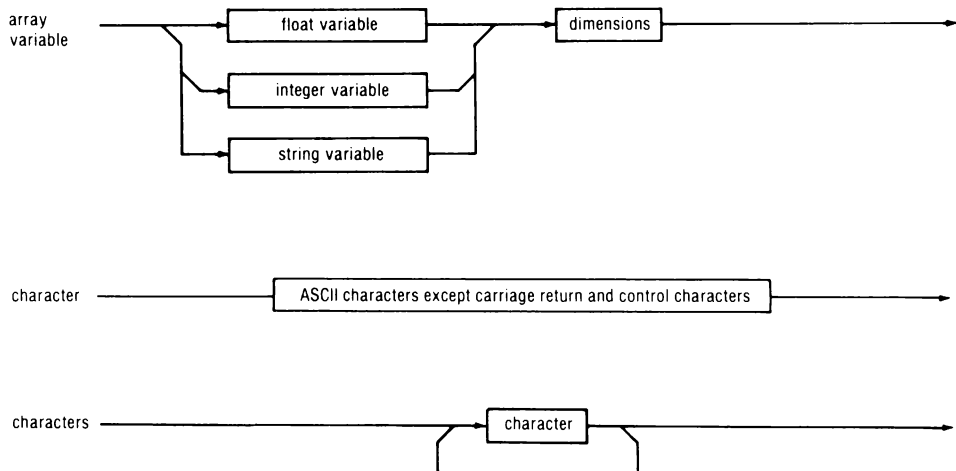 array
variable
float variable
dimensions
integer variable
string variable
character
ASCII characters except carriage return and control characters
characters
character